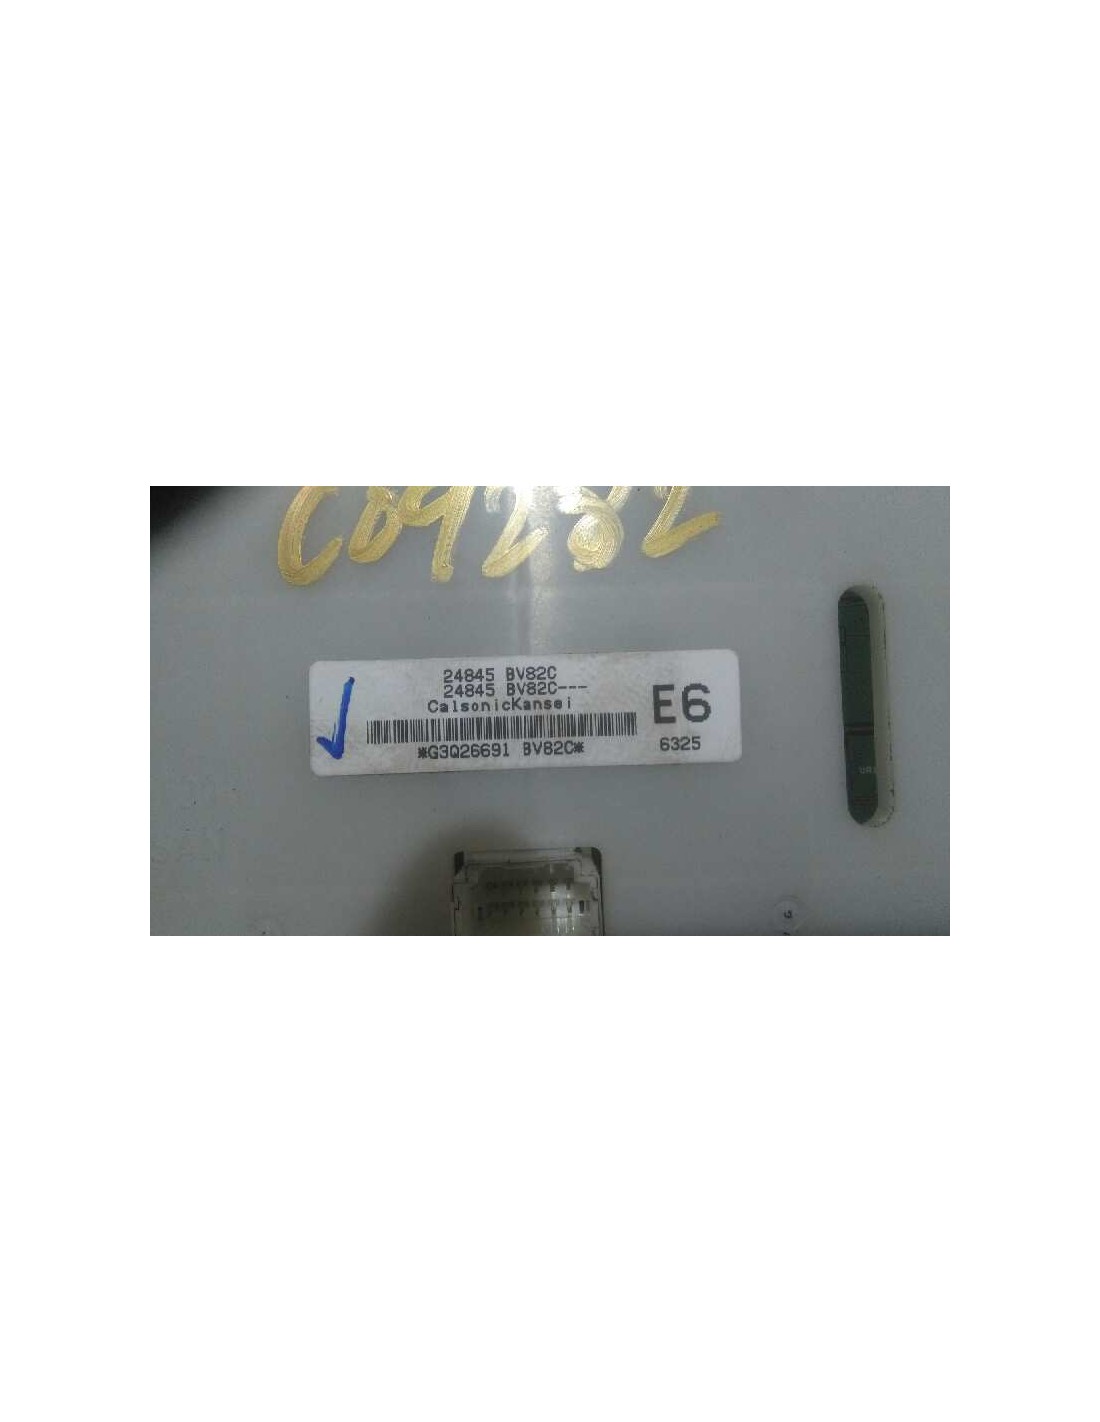 C09282
24845 BV82C
24845 BV82C---
CalsonicKansei
E6
*G3Q26691 BV82C*
6325